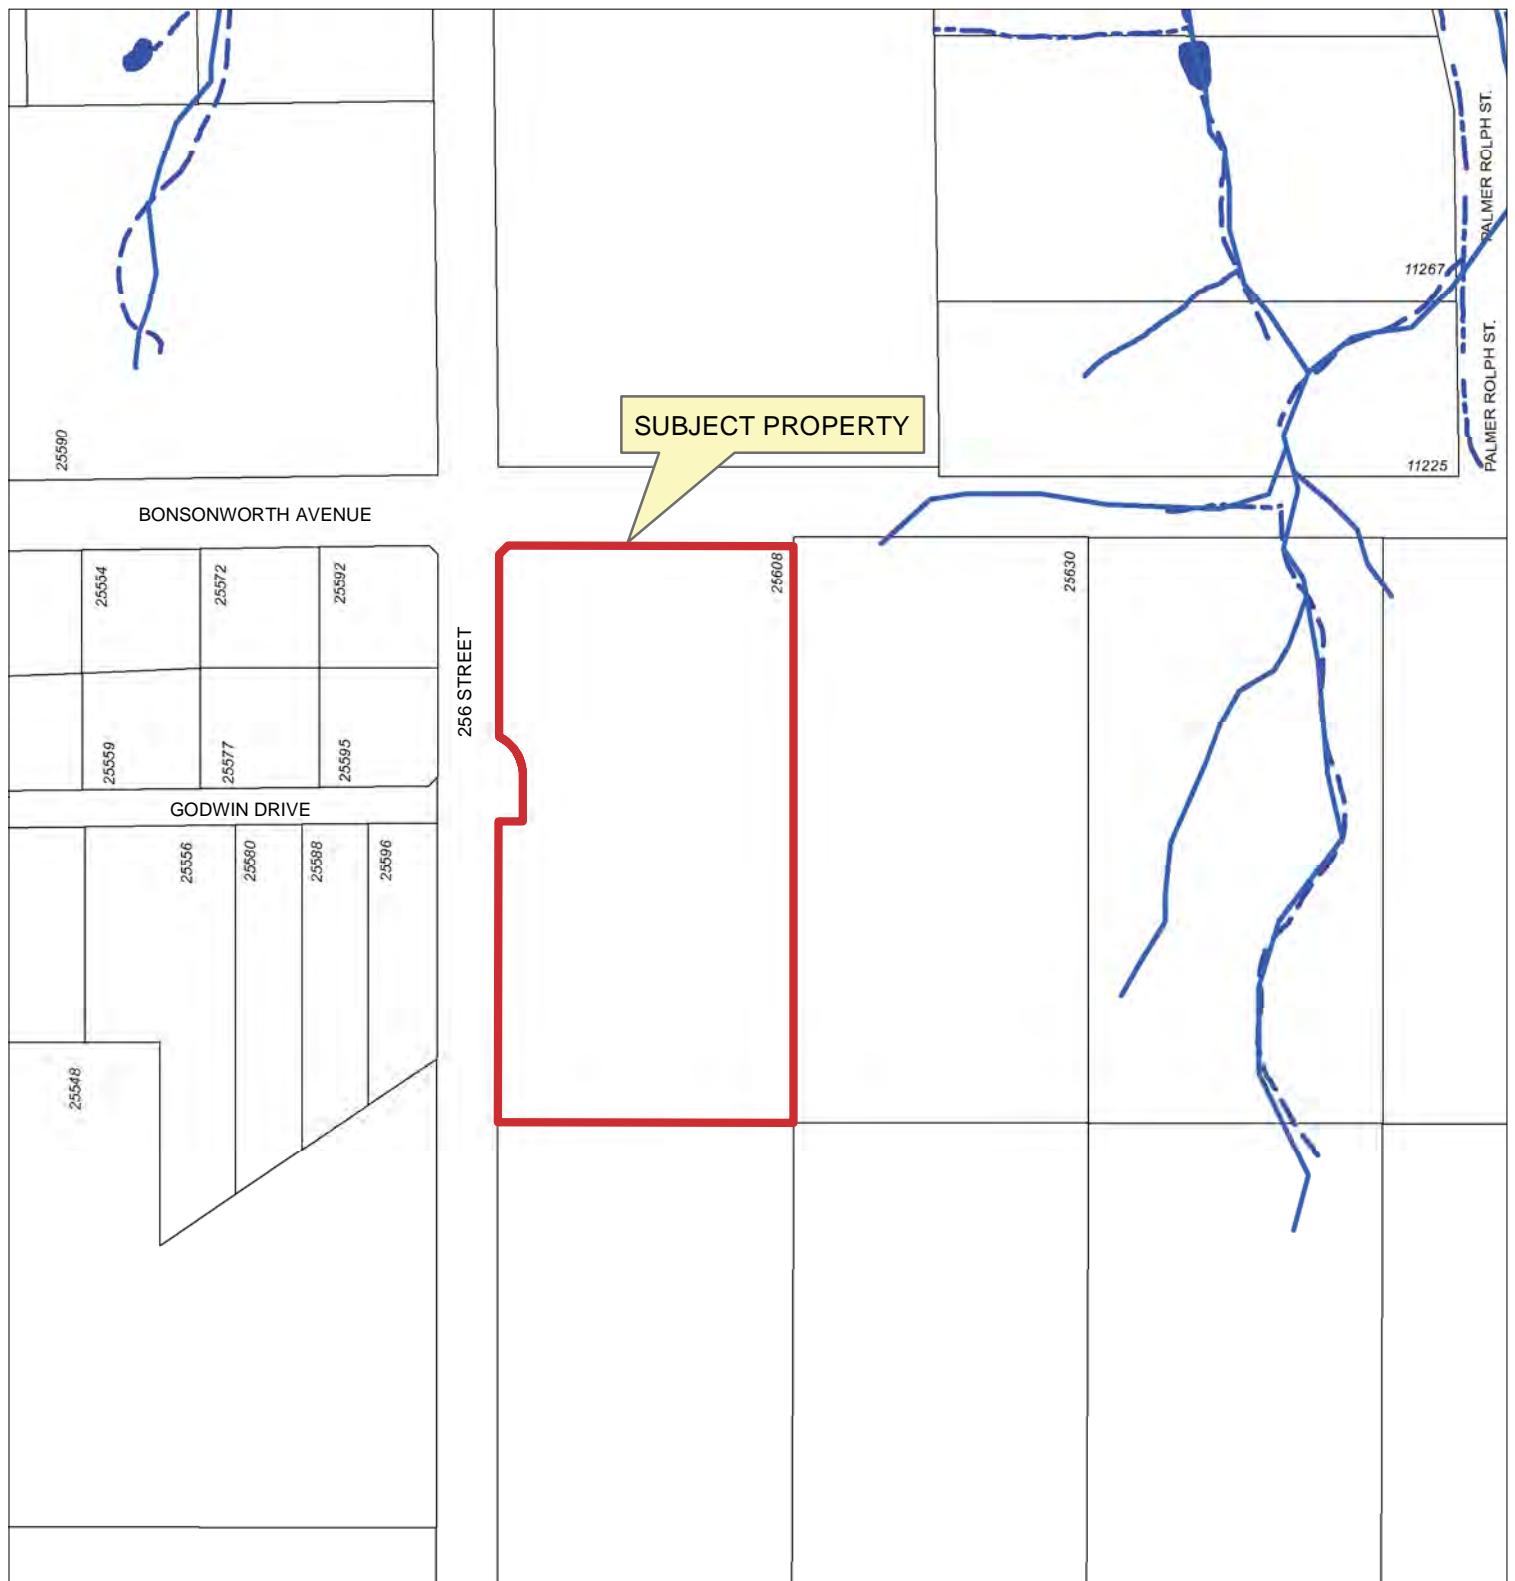 PALMER ROLPH ST.
11267
PALMER ROLPH ST.
SUBJECT PROPERTY
25590
11225
BONSONWORTH AVENUE
25554
25572
25592
25608
25630
256 STREET
25559
25577
25595
GODWIN DRIVE
25556
25580
25588
25596
25548